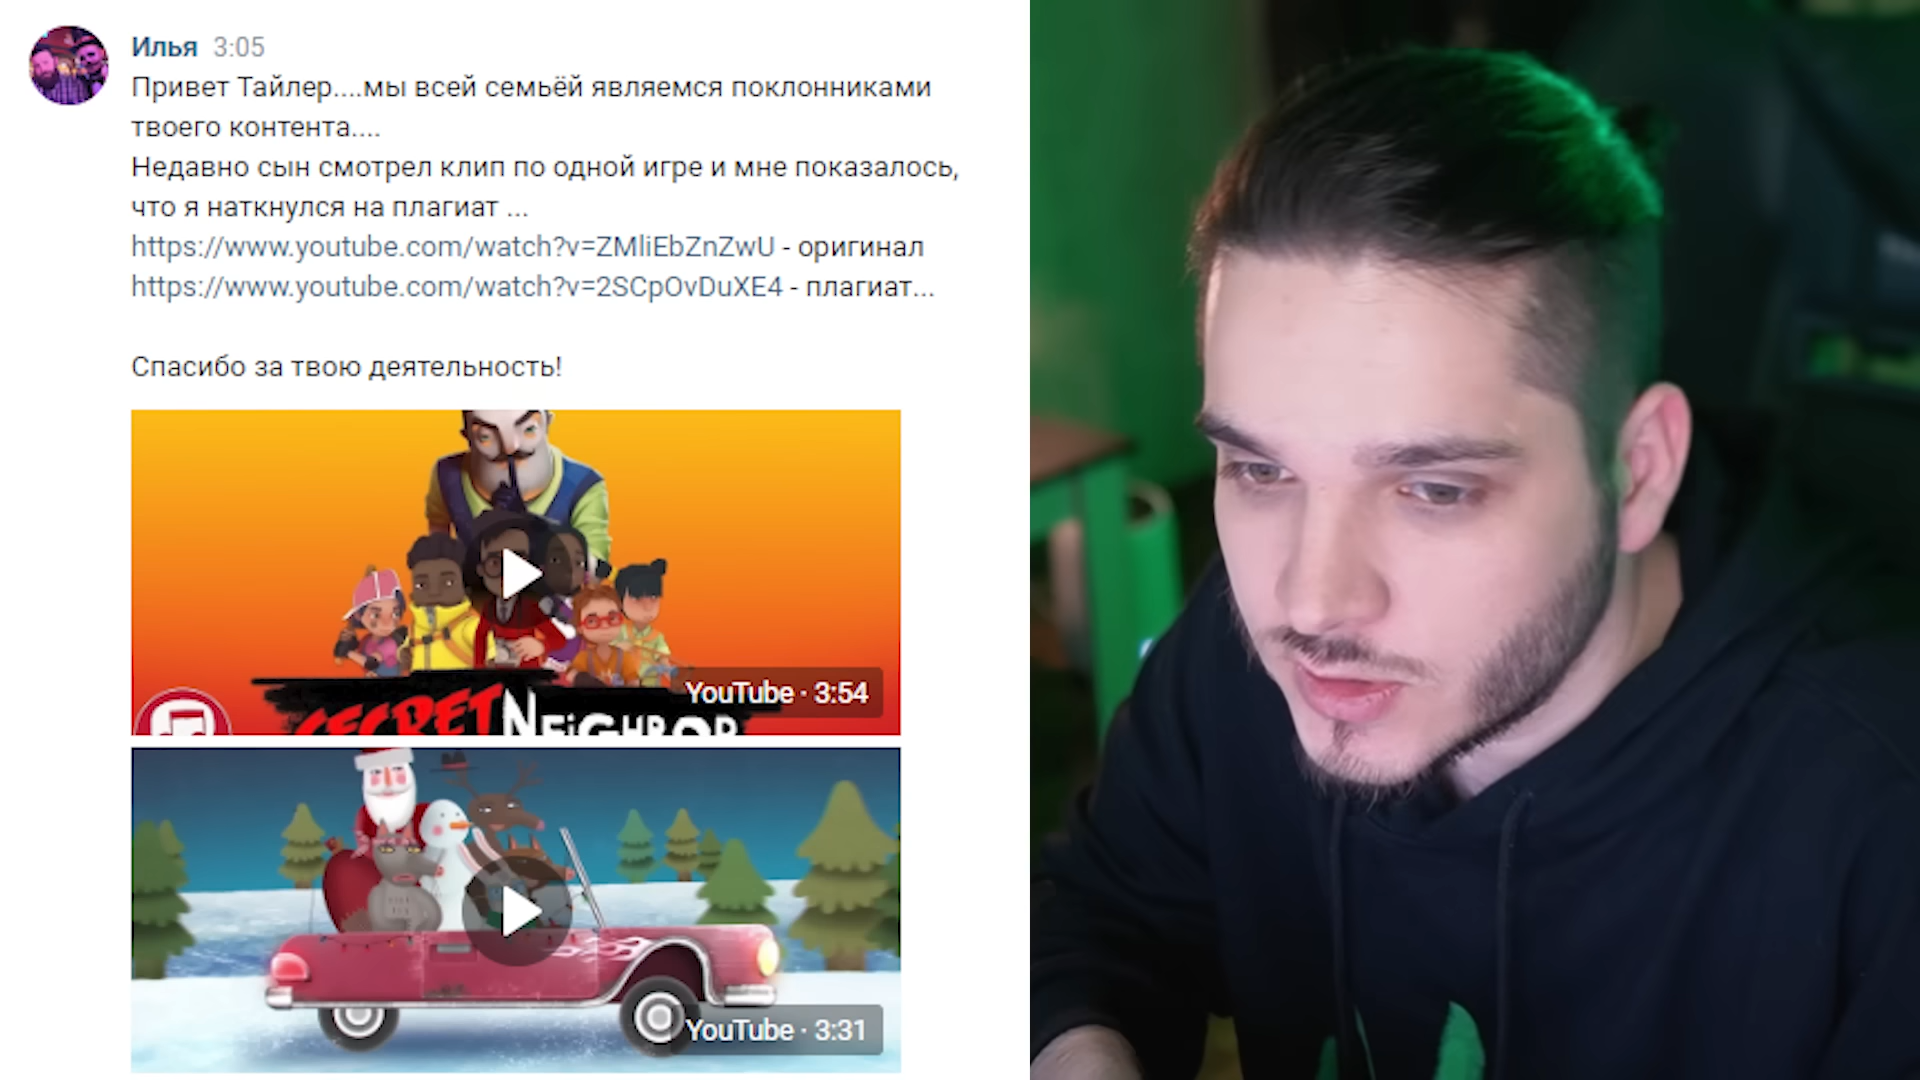 Илья 3:05
Привет Тайлер....мы всей семьёй являемся поклонниками
твоего контента....
Недавно сын смотрел клип по одной игре и мне показалось,
что я наткнулся на плагиат ...
https://www.youtube.com/watch?v=ZMliEbZnZwU - оригинал
https://www.youtube.com/watch?v=2SCpOvDuXE4 - плагиат...
Спасибо за твою деятельность!
YouTube · 3:54
SECRET NEiGHBOR
YouTube · 3:31